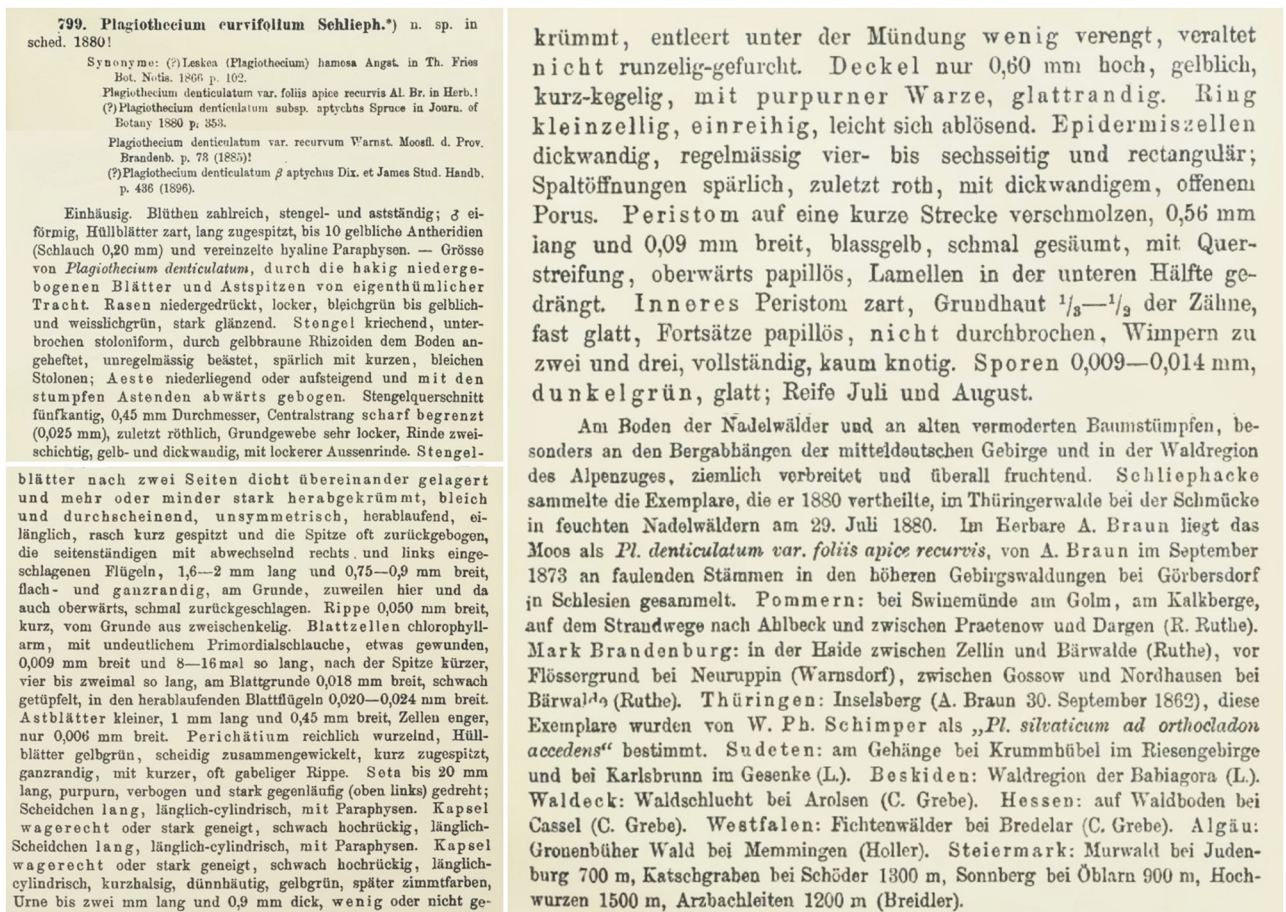 799. Plagiothecium curvifolium Schlieph.*) n. sp. in
sched. 1880!
Synonyme: (?) Leskea (Plagiothecium) hamosa Angst. in Th. Fries
Bot. Notis. 1866 p. 102.
Plagiothecium denticulatum var. foliis apice recurvis Al. Br. in Herb.!
(?) Plagiothecium denticulatum subsp. aptychus Spruce in Journ. of
Botany 1880 p. 353.
Plagiothecium denticulatum var. recurvum Warnst. Moosfl. d. Prov.
Brandenb. p. 73 (1885)!
(?) Plagiothecium denticulatum β aptychus Dix. et James Stud. Handb.
p. 436 (1896).
Einhäusig. Blüthen zahlreich, stengel- und astständig; ♂ ei-
förmig, Hüllblätter zart, lang zugespitzt, bis 10 gelbliche Antheridien
(Schlauch 0,20 mm) und vereinzelte hyaline Paraphysen. — Grösse
von Plagiothecium denticulatum, durch die hakig niederge-
bogenen Blätter und Astspitzen von eigenthümlicher
Tracht. Rasen niedergedrückt, locker, bleichgrün bis gelblich-
und weisslichgrün, stark glänzend. Stengel kriechend, unter-
brochen stoloniform, durch gelbbraune Rhizoiden dem Boden an-
geheftet, unregelmässig beästet, spärlich mit kurzen, bleichen
Stolonen; Aeste niederliegend oder aufsteigend und mit den
stumpfen Astenden abwärts gebogen. Stengelquerschnitt
fünfkantig, 0,45 mm Durchmesser, Centralstrang scharf begrenzt
(0,025 mm), zuletzt röthlich, Grundgewebe sehr locker, Rinde zwei-
schichtig, gelb- und dickwandig, mit lockerer Aussenrinde. Stengel-
blätter nach zwei Seiten dicht übereinander gelagert
und mehr oder minder stark herabgekrümmt, bleich
und durchscheinend, unsymmetrisch, herablaufend, ei-
länglich, rasch kurz gespitzt und die Spitze oft zurückgebogen,
die seitenständigen mit abwechselnd rechts und links einge-
schlagenen Flügeln, 1,6—2 mm lang und 0,75—0,9 mm breit,
flach- und ganzrandig, am Grunde, zuweilen hier und da
auch oberwärts, schmal zurückgeschlagen. Rippe 0,050 mm breit,
kurz, vom Grunde aus zweischenkelig. Blattzellen chlorophyll-
arm, mit undeutlichem Primordialschlauche, etwas gewunden,
0,009 mm breit und 8—16 mal so lang, nach der Spitze kürzer,
vier bis zweimal so lang, am Blattgrunde 0,018 mm breit, schwach
getüpfelt, in den herablaufenden Blattflügeln 0,020—0,024 mm breit.
Astblätter kleiner, 1 mm lang und 0,45 mm breit, Zellen enger,
nur 0,006 mm breit. Perichätium reichlich wurzelnd, Hüll-
blätter gelbgrün, scheidig zusammengewickelt, kurz zugespitzt,
ganzrandig, mit kurzer, oft gabeliger Rippe. Seta bis 20 mm
lang, purpurn, verbogen und stark gegenläufig (oben links) gedreht;
Scheidchen lang, länglich-cylindrisch, mit Paraphysen. Kapsel
wagerecht oder stark geneigt, schwach hochrückig, länglich-
Scheidchen lang, länglich-cylindrisch, mit Paraphysen. Kapsel
wagerecht oder stark geneigt, schwach hochrückig, länglich-
cylindrisch, kurzhalsig, dünnhäutig, gelbgrün, später zimmtfarben,
Urne bis zwei mm lang und 0,9 mm dick, wenig oder nicht ge-
krümmt, entleert unter der Mündung wenig verengt, veraltet
nicht runzelig-gefurcht. Deckel nur 0,60 mm hoch, gelblich,
kurz-kegelig, mit purpurner Warze, glattrandig. Ring
kleinzellig, einreihig, leicht sich ablösend. Epidermiszellen
dickwandig, regelmässig vier- bis sechsseitig und rectangulär;
Spaltöffnungen spärlich, zuletzt roth, mit dickwandigem, offenem
Porus. Peristom auf eine kurze Strecke verschmolzen, 0,56 mm
lang und 0,09 mm breit, blassgelb, schmal gesäumt, mit Quer-
streifung, oberwärts papillös, Lamellen in der unteren Hälfte ge-
drängt. Inneres Peristom zart, Grundhaut 1/3—1/2 der Zähne,
fast glatt, Fortsätze papillös, nicht durchbrochen, Wimpern zu
zwei und drei, vollständig, kaum knotig. Sporen 0,009—0,014 mm,
dunkelgrün, glatt; Reife Juli und August.
Am Boden der Nadelwälder und an alten vermoderten Baumstümpfen, be-
sonders an den Bergabhängen der mitteldeutschen Gebirge und in der Waldregion
des Alpenzuges, ziemlich verbreitet und überall fruchtend. Schliephacke
sammelte die Exemplare, die er 1880 vertheilte, im Thüringerwalde bei der Schmücke
in feuchten Nadelwäldern am 29. Juli 1880. Im Herbare A. Braun liegt das
Moos als Pl. denticulatum var. foliis apice recurvis, von A. Braun im September
1873 an faulenden Stämmen in den höheren Gebirgswaldungen bei Görbersdorf
in Schlesien gesammelt. Pommern: bei Swinemünde am Golm, am Kalkberge,
auf dem Strandwege nach Ahlbeck und zwischen Praetenow und Dargen (R. Ruthe).
Mark Brandenburg: in der Haide zwischen Zellin und Bärwalde (Ruthe), vor
Flössergrund bei Neuruppin (Warnsdorf), zwischen Gossow und Nordhausen bei
Bärwalde (Ruthe). Thüringen: Inselsberg (A. Braun 30. September 1862), diese
Exemplare wurden von W. Ph. Schimper als „Pl. silvaticum ad orthocladon
accedens“ bestimmt. Sudeten: am Gehänge bei Krummhübel im Riesengebirge
und bei Karlsbrunn im Gesenke (L.). Beskiden: Waldregion der Babiagora (L.).
Waldeck: Waldschlucht bei Arolsen (C. Grebe). Hessen: auf Waldboden bei
Cassel (C. Grebe). Westfalen: Fichtenwälder bei Bredelar (C. Grebe). Algäu:
Gronenbüher Wald bei Memmingen (Holler). Steiermark: Murwald bei Juden-
burg 700 m, Katschgraben bei Schöder 1300 m, Sonnberg bei Öblarn 900 m, Hoch-
wurzen 1500 m, Arzbachleiten 1200 m (Breidler).